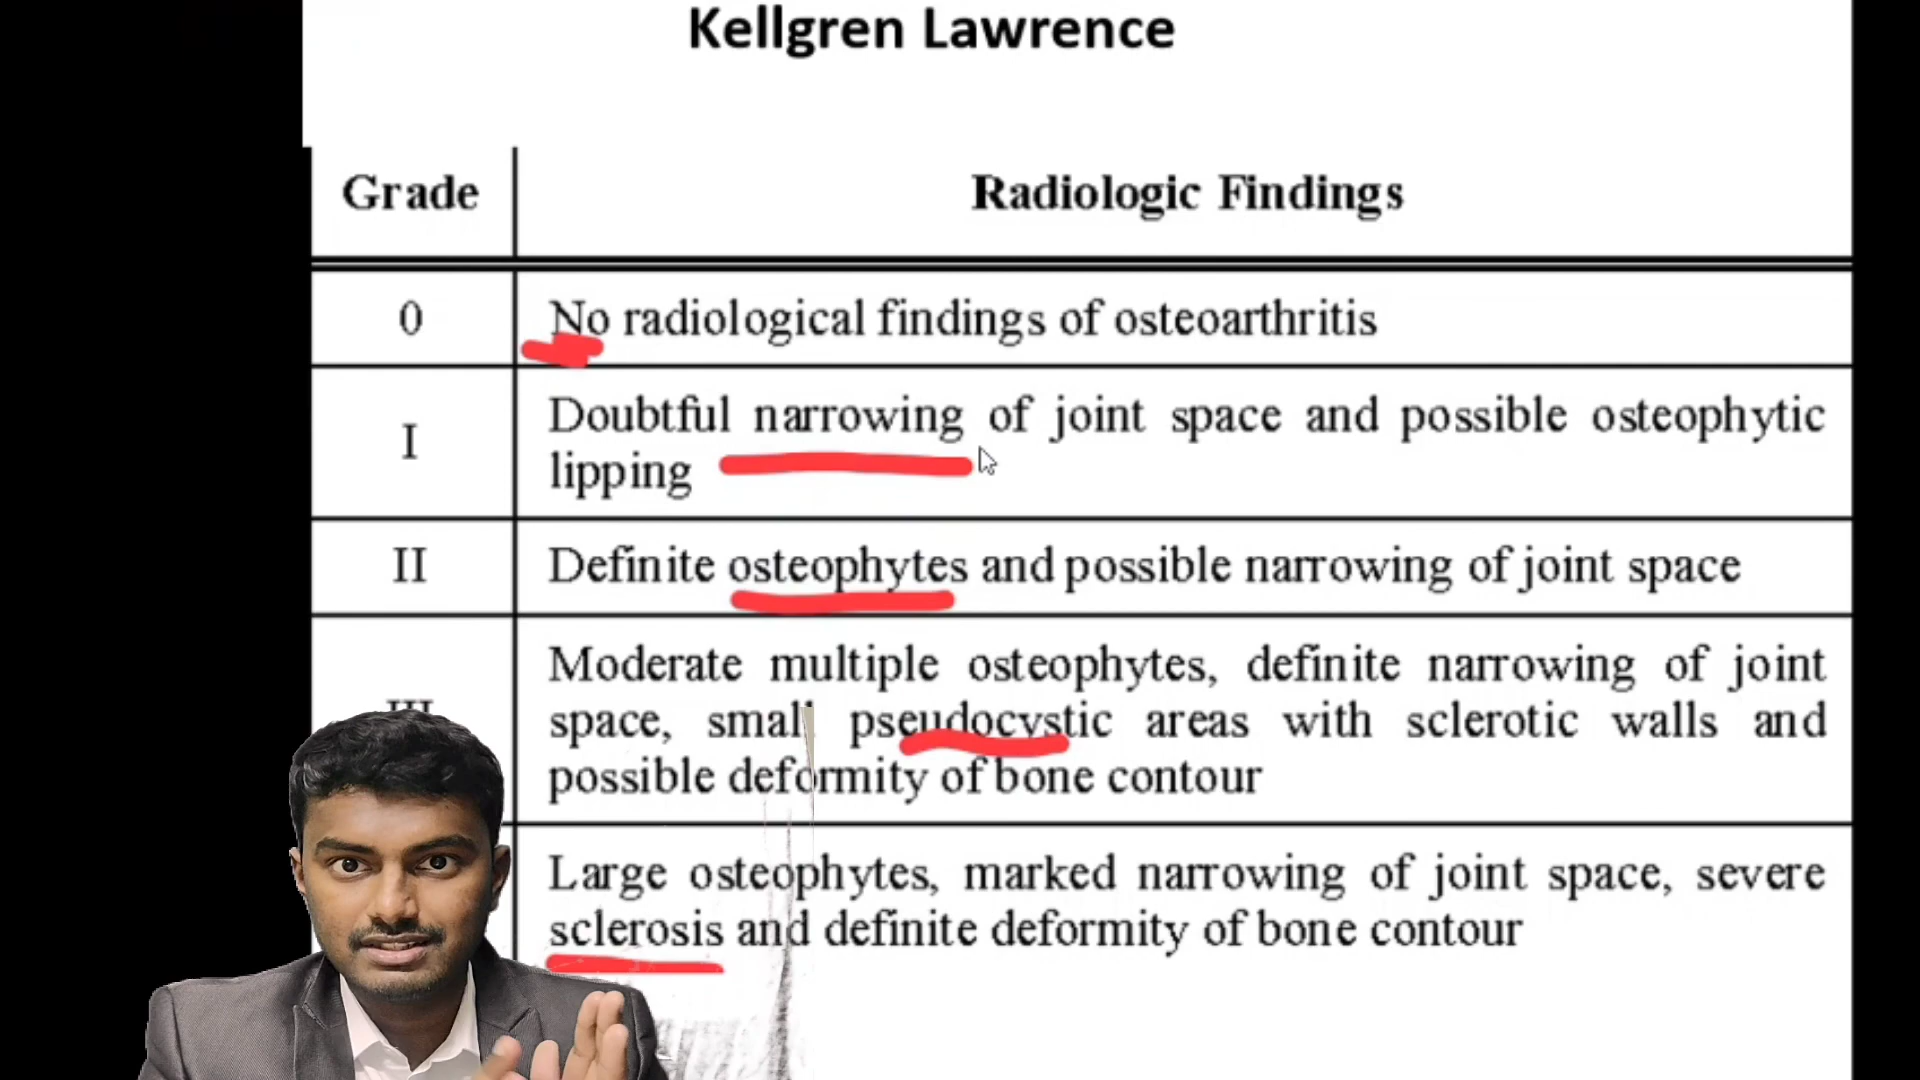 Kellgren Lawrence
Grade Radiologic Findings
0 No radiological findings of osteoarthritis
I Doubtful narrowing of joint space and possible osteophytic
lipping
II Definite osteophytes and possible narrowing of joint space
III Moderate multiple osteophytes, definite narrowing of joint
space, small pseudocystic areas with sclerotic walls and
possible deformity of bone contour
Large osteophytes, marked narrowing of joint space, severe
sclerosis and definite deformity of bone contour